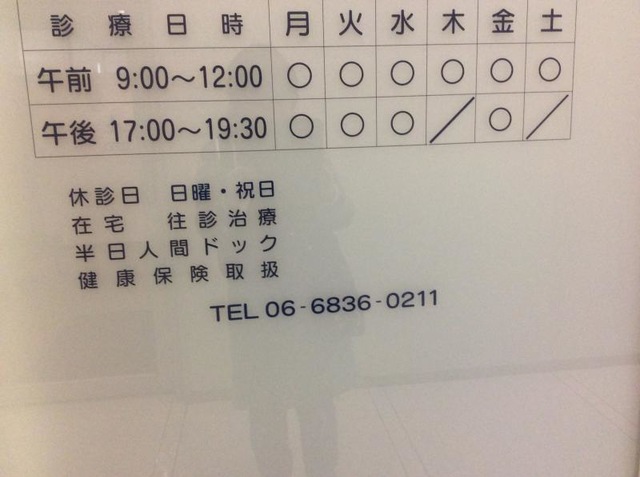 診療日時 月 火 水 木 金 土
午前 9:00〜12:00 ○ ○ ○ ○ ○ ○
午後 17:00〜19:30 ○ ○ ○ ／ ○ ／
休診日 日曜・祝日
在宅 往診治療
半日人間ドック
健康保険取扱
TEL 06-6836-0211